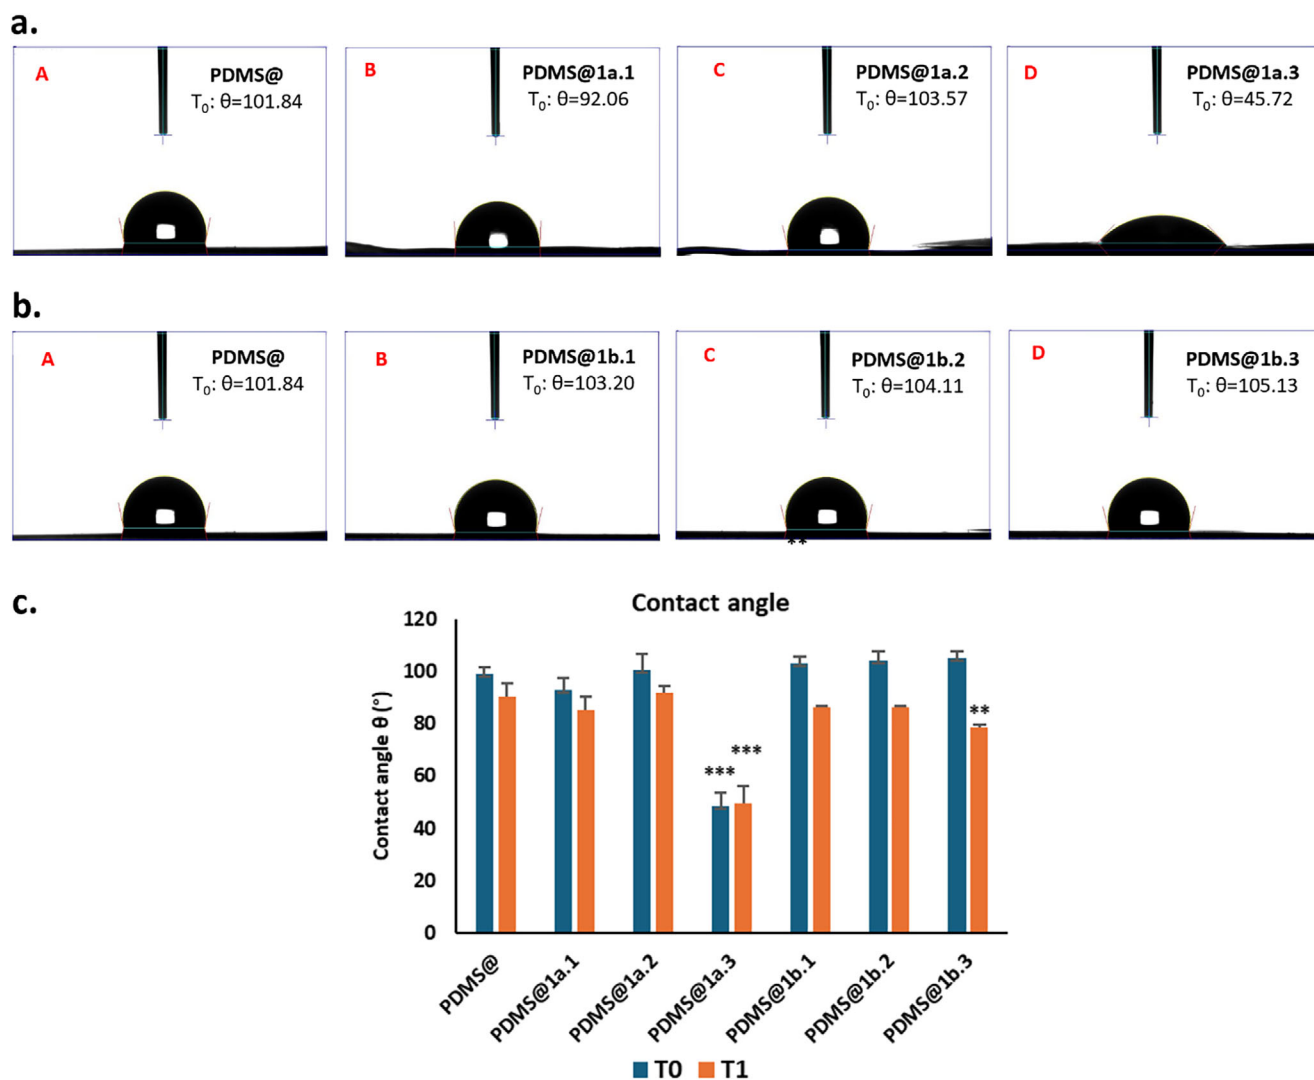 a.
A
PDMS@
T₀: θ=101.84
B
PDMS@1a.1
T₀: θ=92.06
C
PDMS@1a.2
T₀: θ=103.57
D
PDMS@1a.3
T₀: θ=45.72
b.
A
PDMS@
T₀: θ=101.84
B
PDMS@1b.1
T₀: θ=103.20
C
PDMS@1b.2
T₀: θ=104.11
D
PDMS@1b.3
T₀: θ=105.13
**
c.
Contact angle
Contact angle θ (°)
120
100
80
60
40
20
0
***
***
**
PDMS@
PDMS@1a.1
PDMS@1a.2
PDMS@1a.3
PDMS@1b.1
PDMS@1b.2
PDMS@1b.3
T0 T1